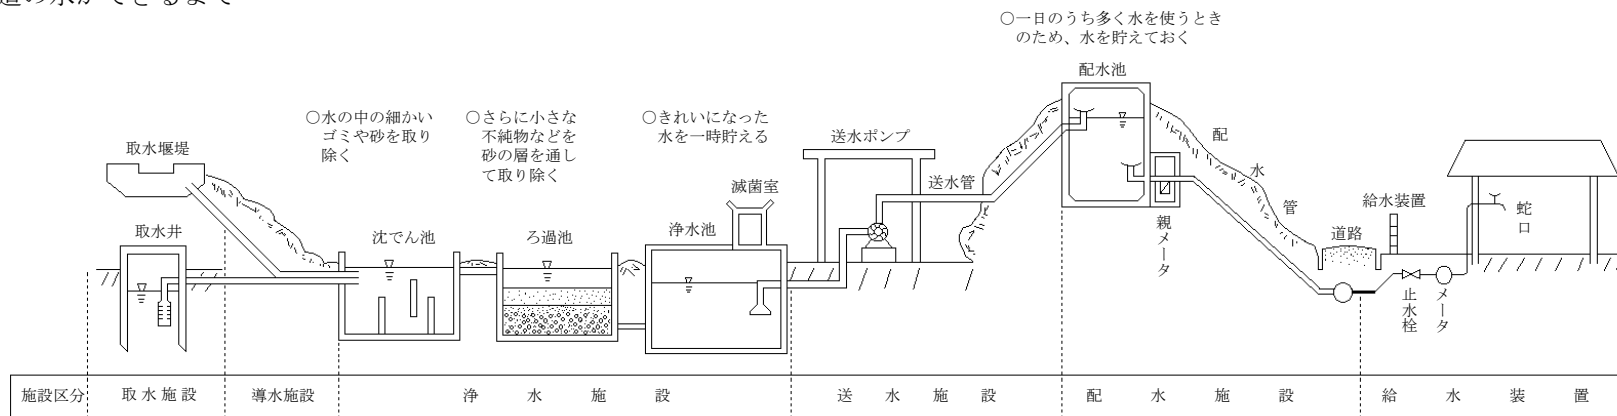 道の水ができるまで
○一日のうち多く水を使うとき
のため、水を貯えておく
配水池
○水の中の細かい
ゴミや砂を取り
除く
○さらに小さな
不純物などを
砂の層を通し
て取り除く
○きれいになった
水を一時貯える
送水ポンプ
取水堰堤
滅菌室
送水管
配水管
給水装置
蛇口
取水井
沈でん池
ろ過池
浄水池
親メータ
道路
止水栓
メータ
施設区分
取水施設
導水施設
浄水施設
送水施設
配水施設
給水装置